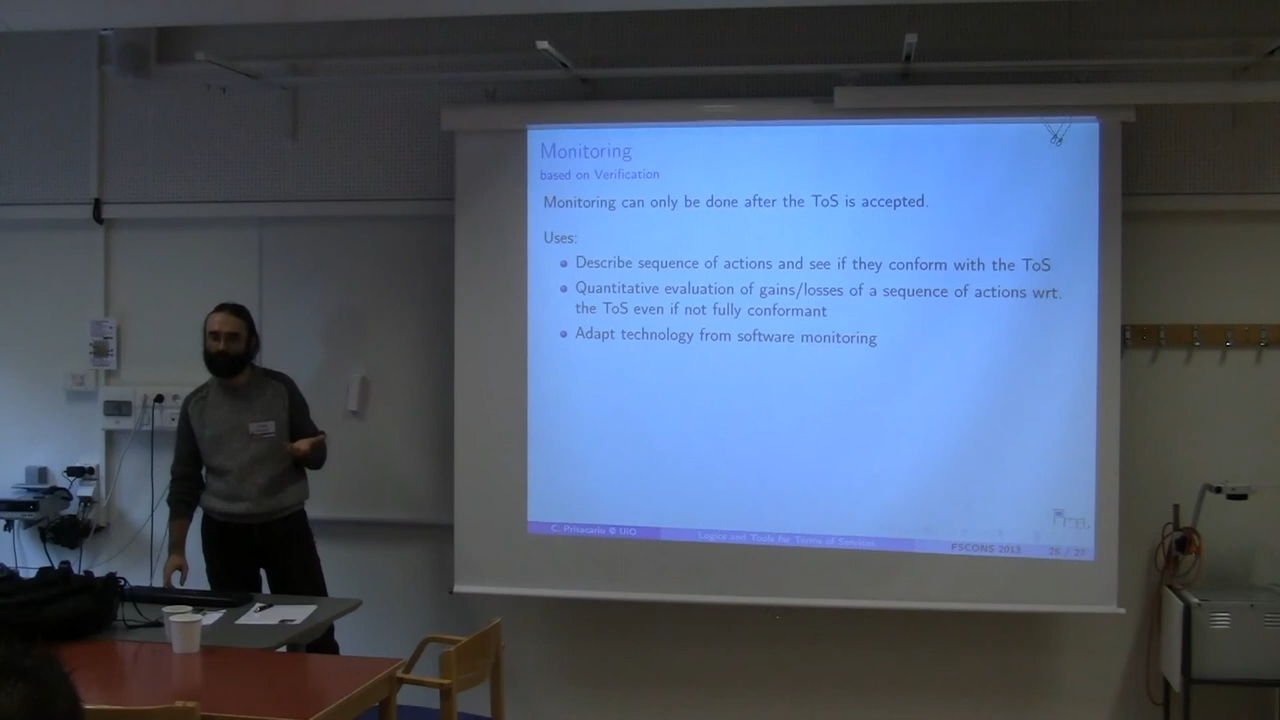 Monitoring
based on Verification
Monitoring can only be done after the ToS is accepted.
Uses:
Describe sequence of actions and see if they conform with the ToS
Quantitative evaluation of gains/losses of a sequence of actions wrt.
the ToS even if not fully conformant
Adapt technology from software monitoring
C. Prisacariu © UiO
Logics and Tools for Terms of Services
FSCONS 2013
25 / 27